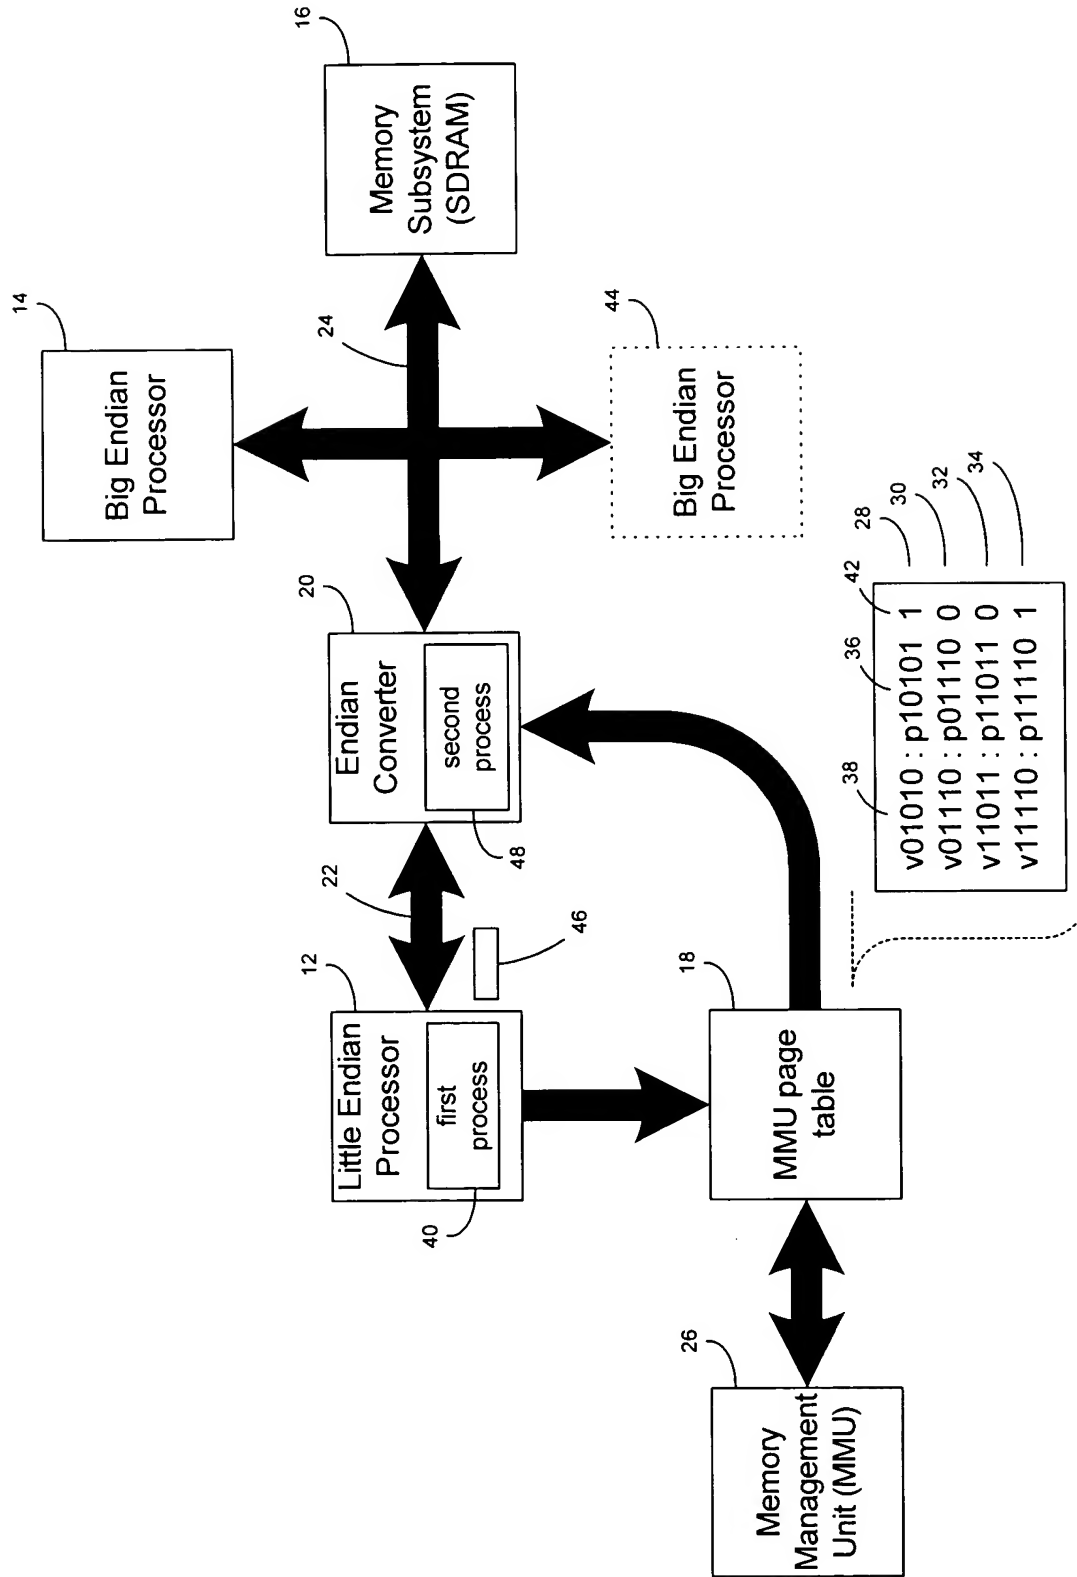 14
Big Endian
Processor
12
Little Endian
Processor
first
process
40
22
46
20
Endian
Converter
second
process
48
24
16
Memory
Subsystem
(SDRAM)
44
Big Endian
Processor
26
Memory
Management
Unit (MMU)
18
MMU page
table
38
36
42
v01010 : p10101 1
28
v01110 : p01110 0
30
v11011 : p11011 0
32
v11110 : p11110 1
34